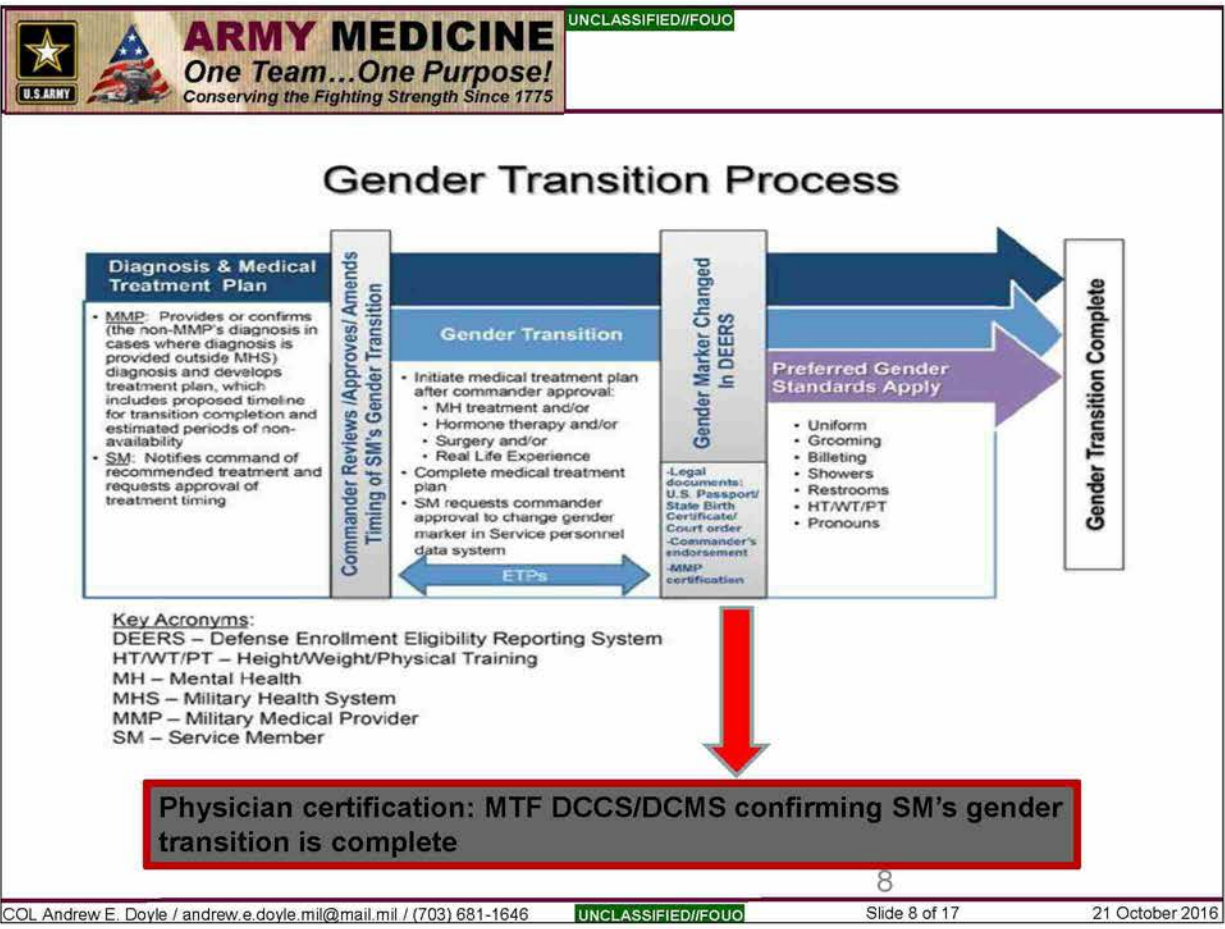 UNCLASSIFIED//FOUO
U.S.ARMY
ARMY MEDICINE
One Team...One Purpose!
Conserving the Fighting Strength Since 1775
Gender Transition Process
Diagnosis & Medical
Treatment Plan
• MMP: Provides or confirms
(the non-MMP's diagnosis in
cases where diagnosis is
provided outside MHS)
diagnosis and develops
treatment plan, which
includes proposed timeline
for transition completion and
estimated periods of non-
availability
• SM: Notifies command of
recommended treatment and
requests approval of
treatment timing
Commander Reviews /Approves/ Amends
Timing of SM's Gender Transition
Gender Transition
• Initiate medical treatment plan
after commander approval:
• MH treatment and/or
• Hormone therapy and/or
• Surgery and/or
• Real Life Experience
• Complete medical treatment
plan
• SM requests commander
approval to change gender
marker in Service personnel
data system
ETPs
Gender Marker Changed
In DEERS
-Legal
documents:
U.S. Passport/
State Birth
Certificate/
Court order
-Commander's
endorsement
-MMP
certification
Preferred Gender
Standards Apply
• Uniform
• Grooming
• Billeting
• Showers
• Restrooms
• HT/WT/PT
• Pronouns
Gender Transition Complete
Key Acronyms:
DEERS – Defense Enrollment Eligibility Reporting System
HT/WT/PT – Height/Weight/Physical Training
MH – Mental Health
MHS – Military Health System
MMP – Military Medical Provider
SM – Service Member
Physician certification: MTF DCCS/DCMS confirming SM's gender
transition is complete
8
COL Andrew E. Doyle / andrew.e.doyle.mil@mail.mil / (703) 681-1646
UNCLASSIFIED//FOUO
Slide 8 of 17
21 October 2016